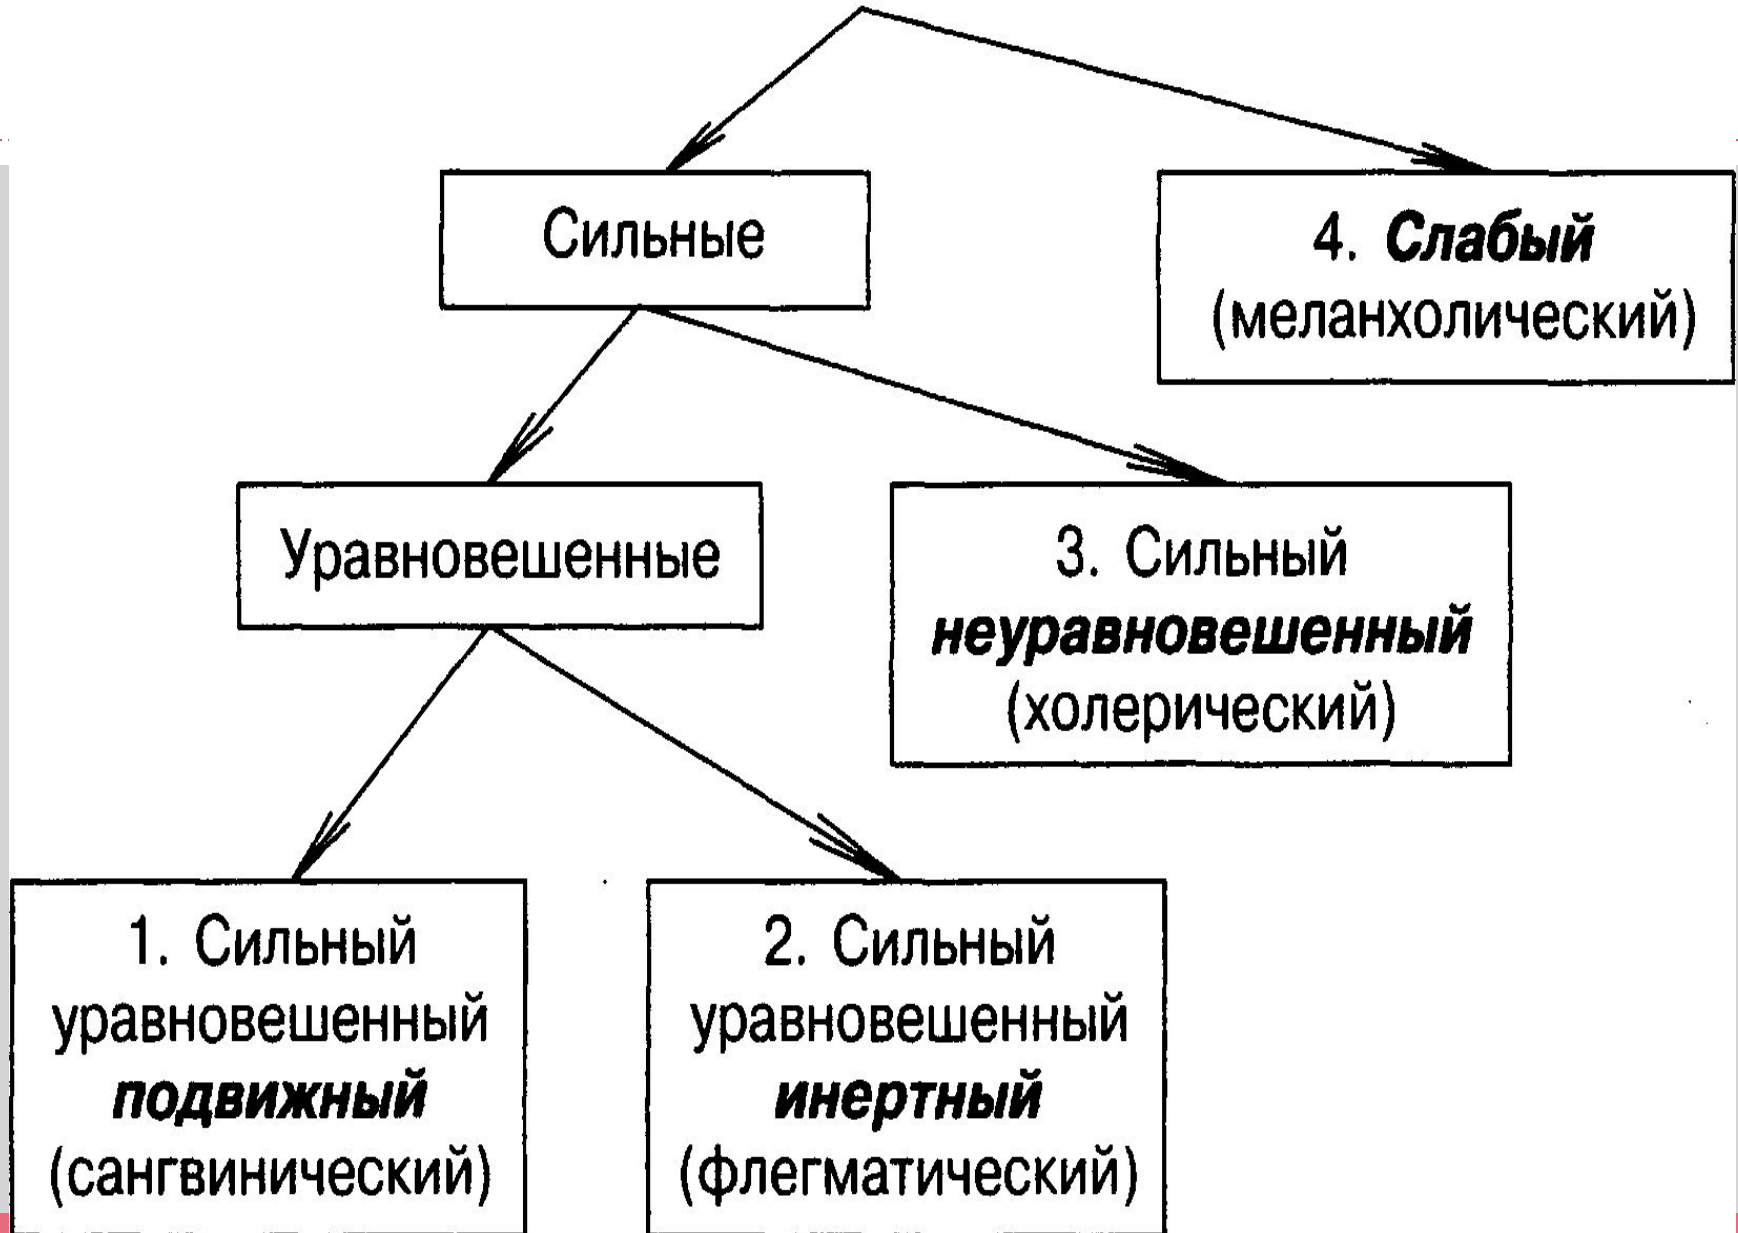 Сильные
4. Слабый
(меланхолический)
Уравновешенные
3. Сильный
неуравновешенный
(холерический)
1. Сильный
уравновешенный
подвижный
(сангвинический)
2. Сильный
уравновешенный
инертный
(флегматический)